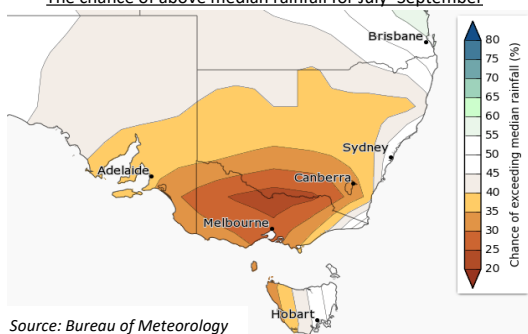 The chance of above median rainfall for July–September
Brisbane
Sydney
Adelaide
Canberra
Melbourne
Hobart
80
75
70
65
60
55
45
40
35
30
25
20
Chance of exceeding median rainfall (%)
Source: Bureau of Meteorology